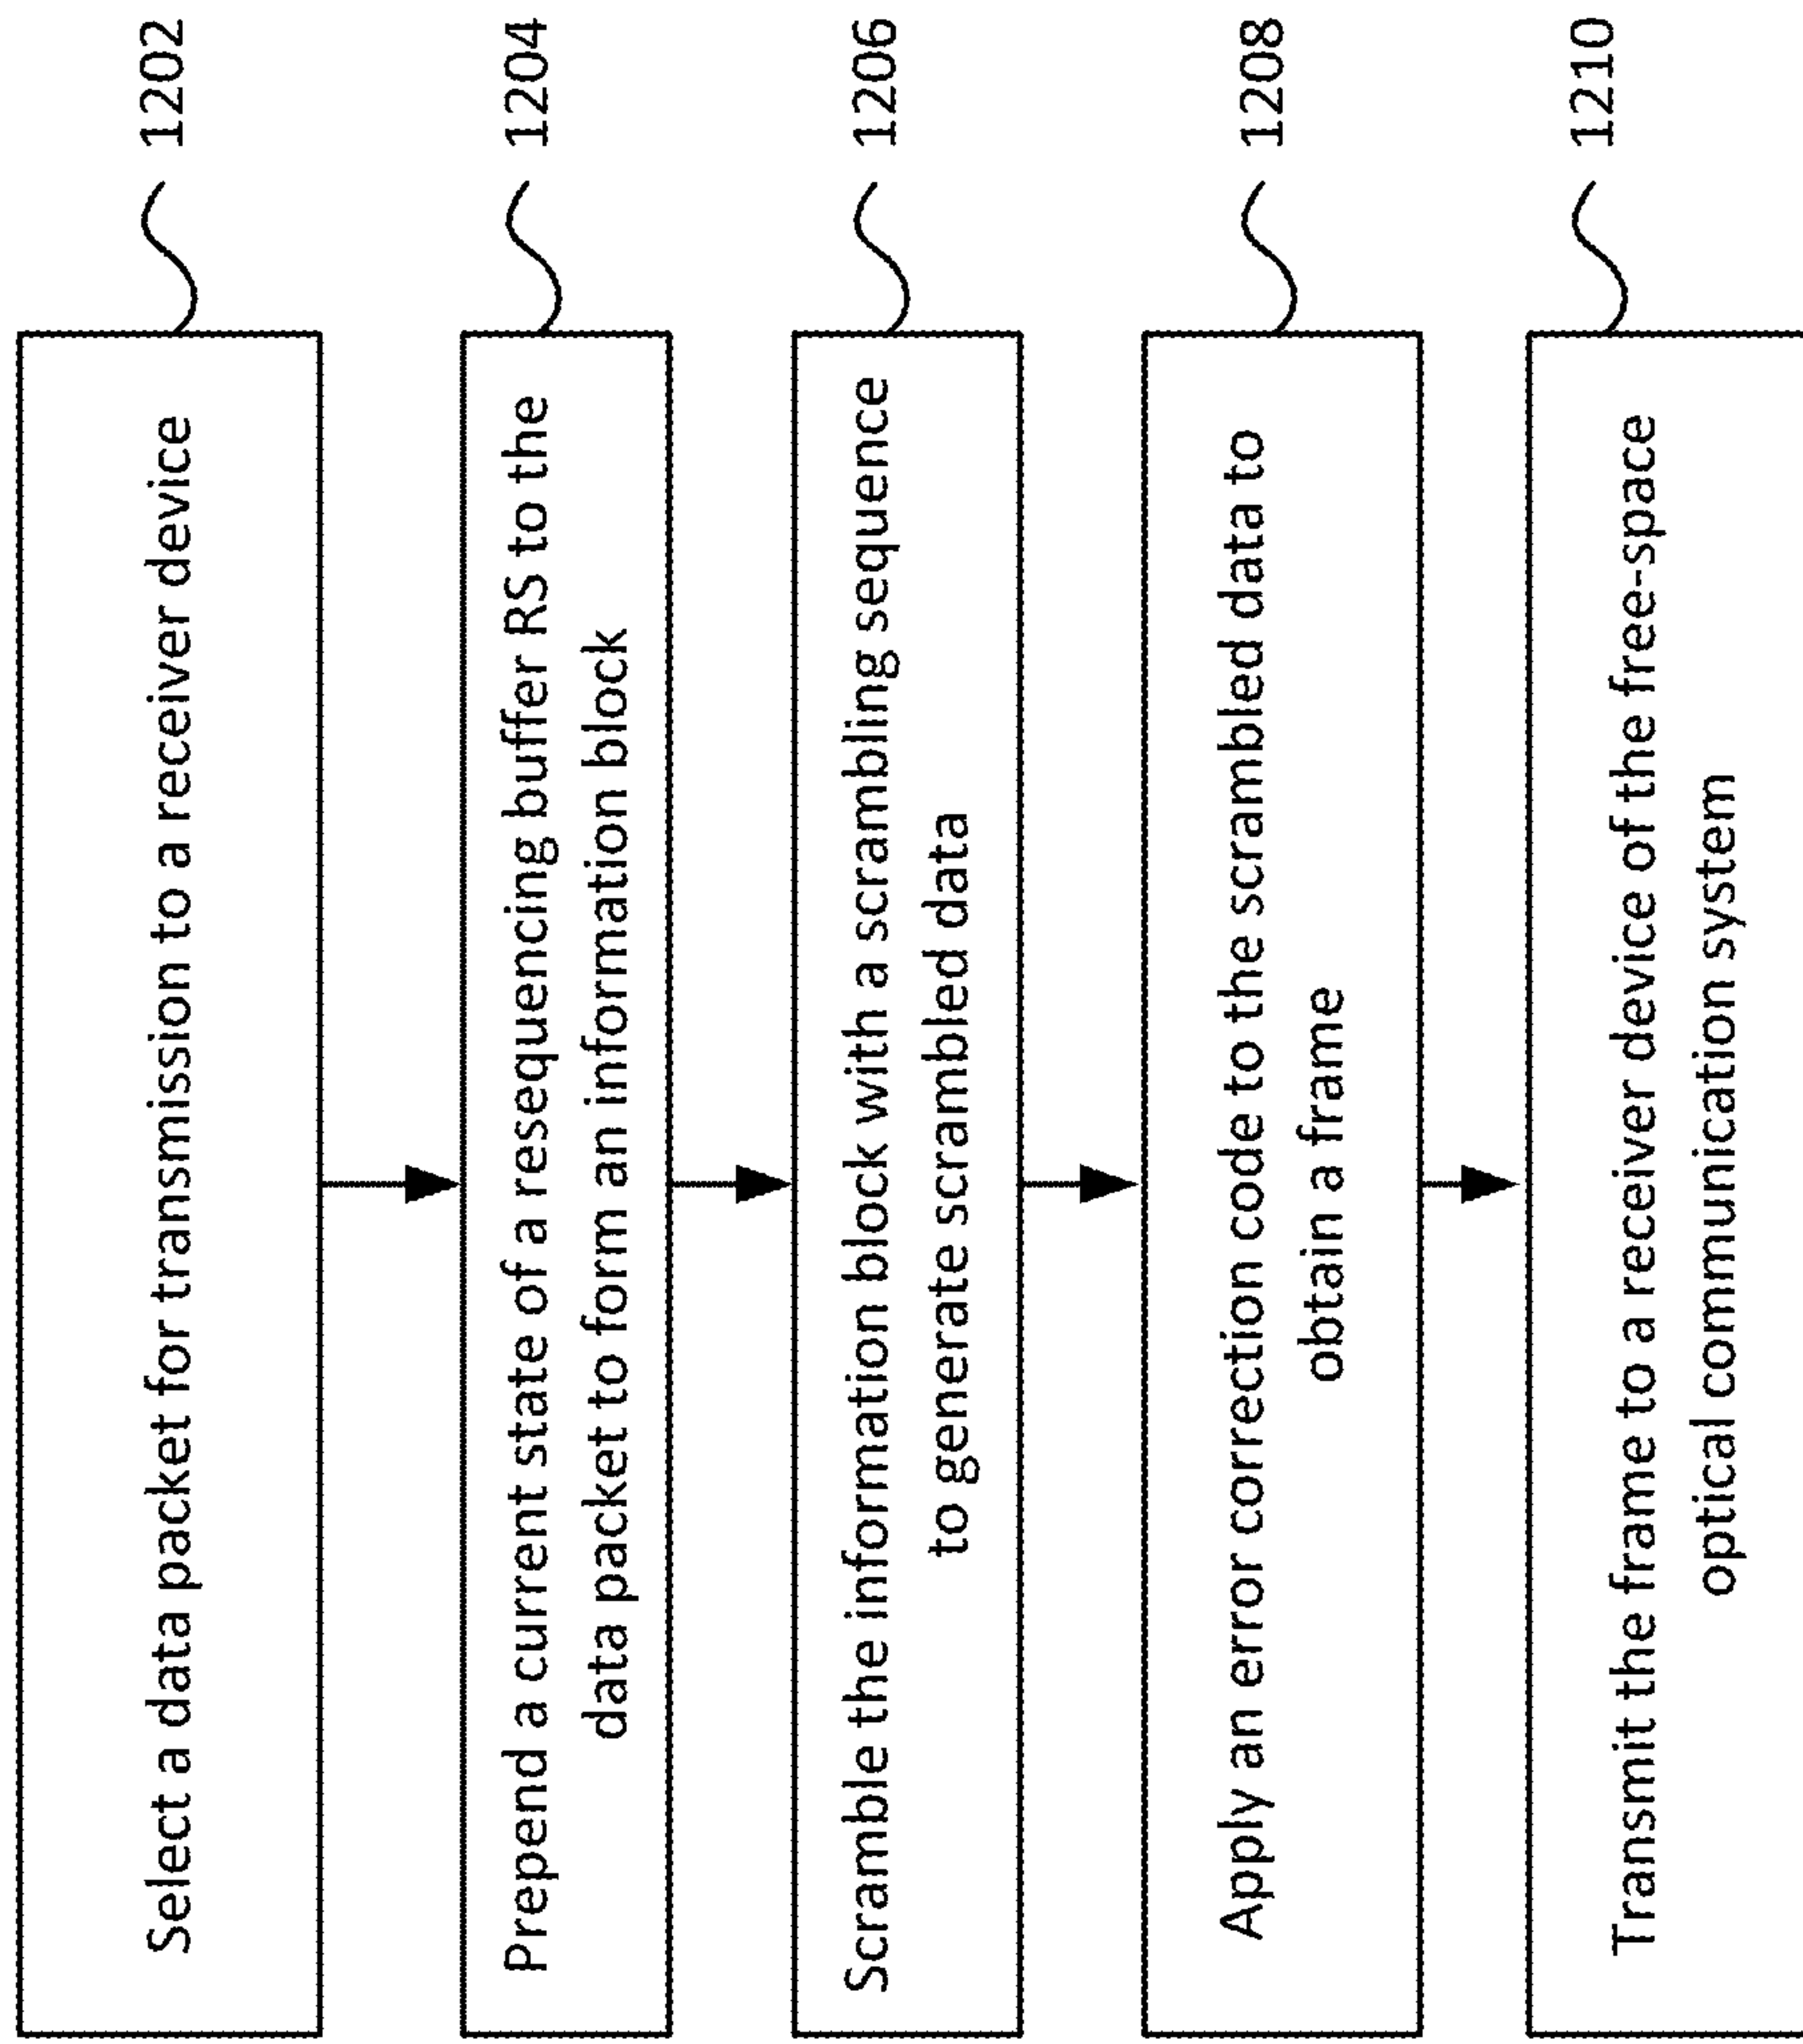 Select a data packet for transmission to a receiver device
1202
Prepend a current state of a resequencing buffer RS to the
data packet to form an information block
1204
Scramble the information block with a scrambling sequence
to generate scrambled data
1206
Apply an error correction code to the scrambled data to
obtain a frame
1208
Transmit the frame to a receiver device of the free-space
optical communication system
1210